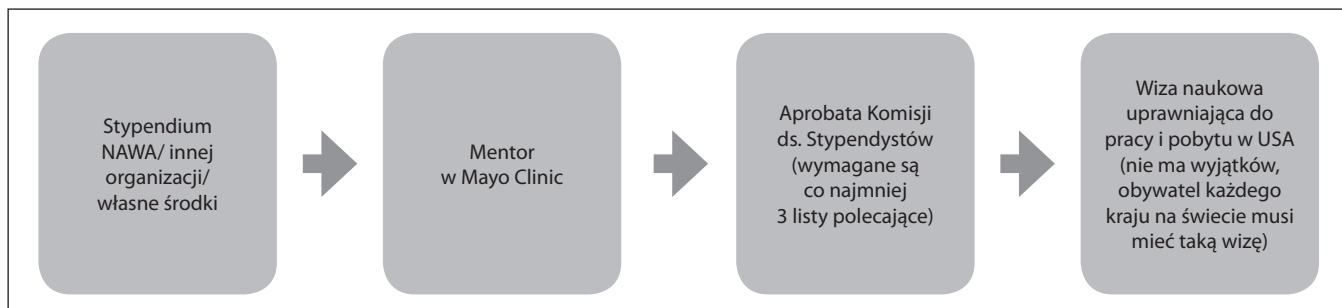 Stypendium
NAWA/ innej
organizacji/
własne środki
Mentor
w Mayo Clinic
Aprobata Komisji
ds. Stypendystów
(wymagane są
co najmniej
3 listy polecające)
Wiza naukowa
uprawniająca do
pracy i pobytu w USA
(nie ma wyjątków,
obywatel każdego
kraju na świecie musi
mieć taką wizę)